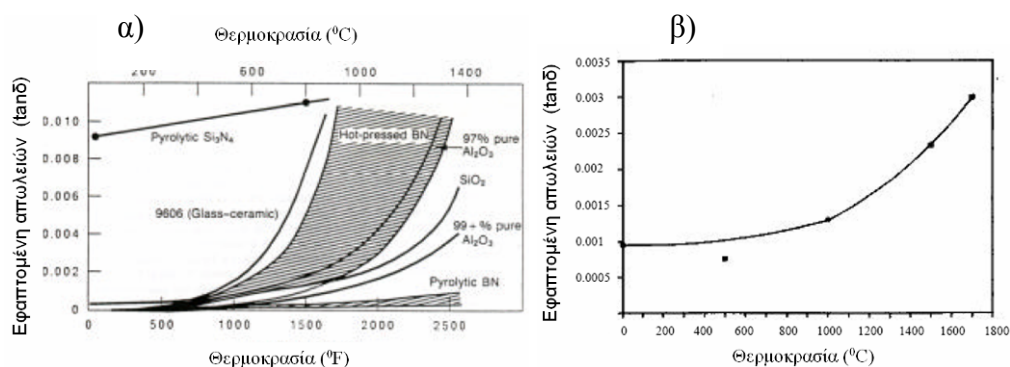 α)
Θερμοκρασία (⁰C)
200 600 900 1400
Εφαπτομένη απωλειών (tanδ)
0.010
0.008
0.006
0.004
0.002
0
Pyrolytic Si₃N₄
Hot-pressed BN
97% pure
Al₂O₃
SiO₂
9606 (Glass-ceramic)
99+% pure
Al₂O₃
Pyrolytic BN
0 500 1000 1500 2000 2500
Θερμοκρασία (⁰F)
β)
Εφαπτομένη απωλειών (tanδ)
0.0035
0.003
0.0025
0.002
0.0015
0.001
0.0005
0 200 400 600 800 1000 1200 1400 1600 1800
Θερμοκρασία (⁰C)